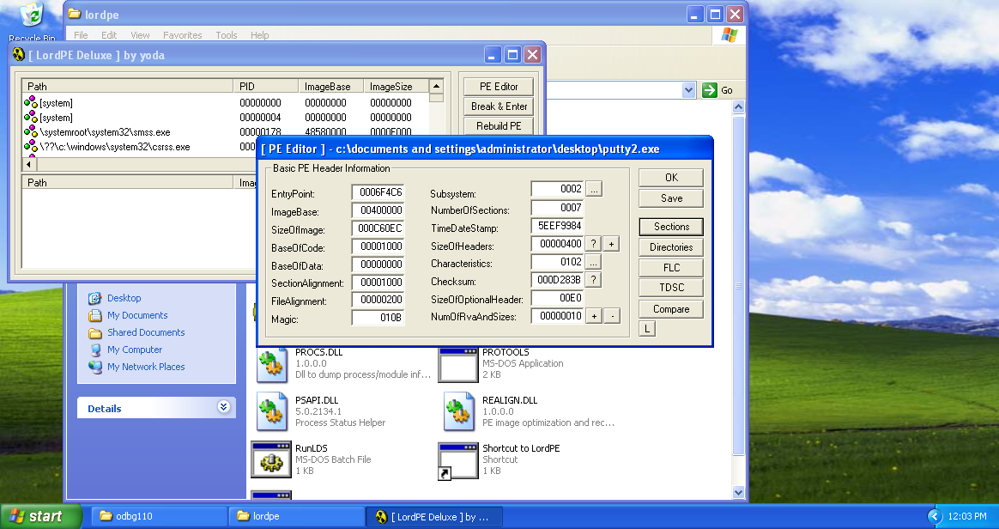 Recycle Bin
lordpe
File Edit View Favorites Tools Help
Go
[ LordPE Deluxe ] by yoda
Path PID ImageBase ImageSize
[system] 00000000 00000000 00000000
[system] 00000004 00000000 00000000
\systemroot\system32\smss.exe 00000178 48580000 0000F000
\??\c:\windows\system32\csrss.exe
Path
PE Editor
Break & Enter
Rebuild PE
[ PE Editor ] - c:\documents and settings\administrator\desktop\putty2.exe
Basic PE Header Information
EntryPoint: 0006F4C6
ImageBase: 00400000
SizeOfImage: 000C60EC
BaseOfCode: 00001000
BaseOfData: 00000000
SectionAlignment: 00001000
FileAlignment: 00000200
Magic: 010B
Subsystem: 0002 ...
NumberOfSections: 0007
TimeDateStamp: 5EEF9984
SizeOfHeaders: 00000400 ? +
Characteristics: 0102 ...
Checksum: 000D283B ?
SizeOfOptionalHeader: 00E0
NumOfRvaAndSizes: 00000010 + -
OK
Save
Sections
Directories
FLC
TDSC
Compare
L
Desktop
My Documents
Shared Documents
My Computer
My Network Places
Details
PROCS.DLL
1.0.0.0
Dll to dump process/module inf...
PROTOOLS
MS-DOS Application
2 KB
PSAPI.DLL
5.0.2134.1
Process Status Helper
REALIGN.DLL
1.0.0.0
PE image optimization and rec...
RunLDS
MS-DOS Batch File
1 KB
Shortcut to LordPE
Shortcut
1 KB
start
odbg110
lordpe
[ LordPE Deluxe ] by ...
12:03 PM